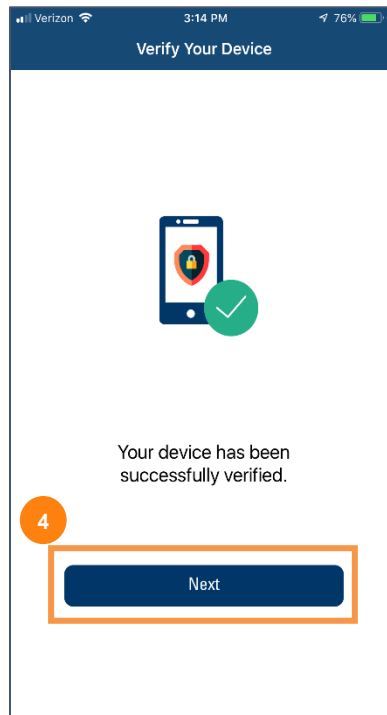 Verizon 3:14 PM 76%
Verify Your Device
Your device has been
successfully verified.
4
Next